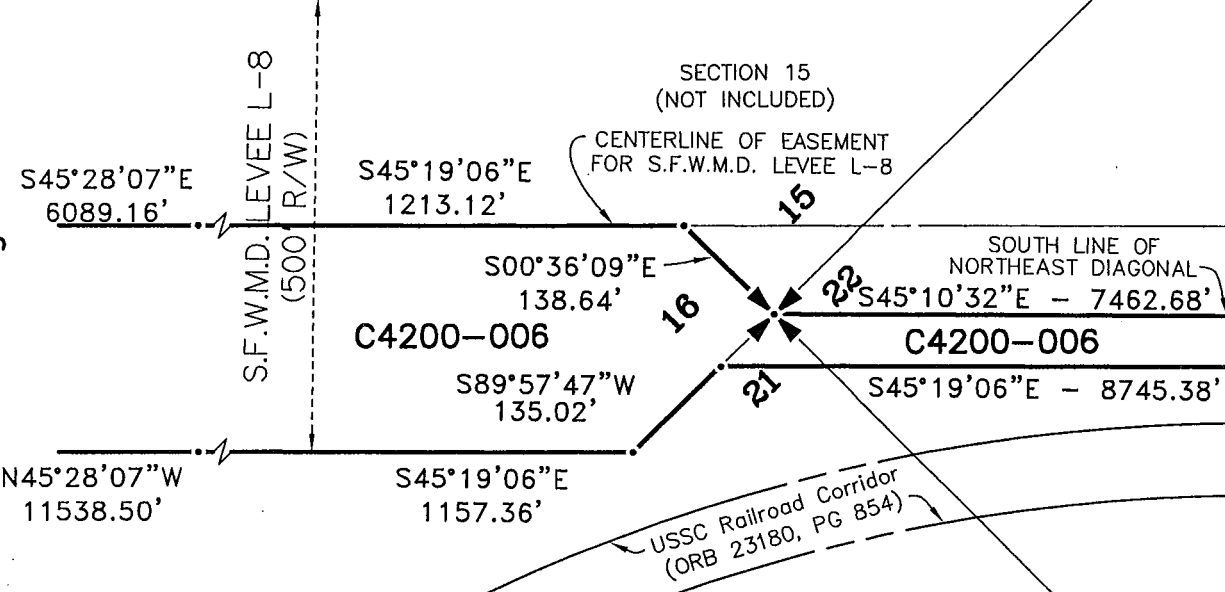 SECTION 15
(NOT INCLUDED)
CENTERLINE OF EASEMENT
FOR S.F.W.M.D. LEVEE L-8
S.F.W.M.D. LEVEE L-8
(500' R/W)
S45°28'07"E
6089.16'
S45°19'06"E
1213.12'
15
S00°36'09"E
138.64'
16
22
SOUTH LINE OF
NORTHEAST DIAGONAL
S45°10'32"E - 7462.68'
C4200-006
C4200-006
S89°57'47"W
135.02'
21
S45°19'06"E - 8745.38'
N45°28'07"W
11538.50'
S45°19'06"E
1157.36'
USSC Railroad Corridor
(ORB 23180, PG 854)